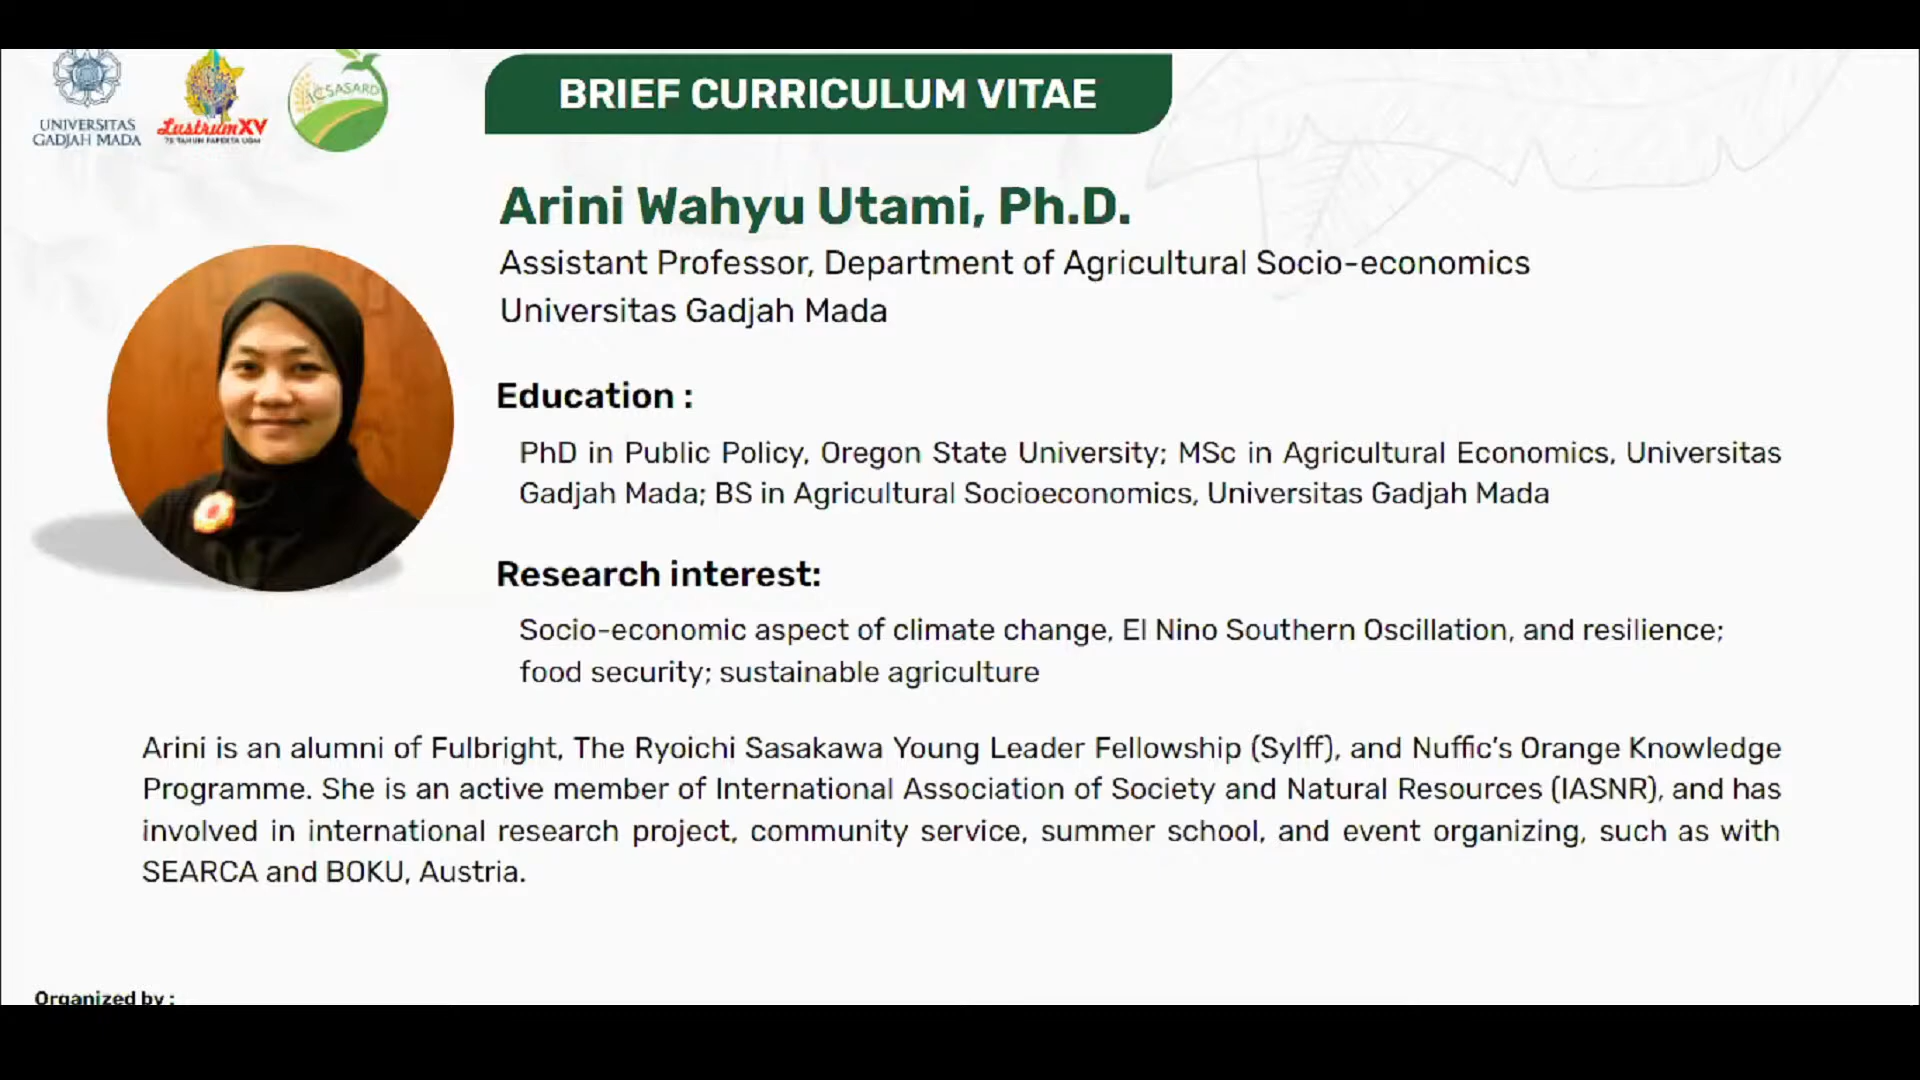 UNIVERSITAS
GADJAH MADA
LustrumXV
75 TAHUN FAPERTA UGM
ICSASARD
BRIEF CURRICULUM VITAE
Arini Wahyu Utami, Ph.D.
Assistant Professor, Department of Agricultural Socio-economics
Universitas Gadjah Mada
Education :
PhD in Public Policy, Oregon State University; MSc in Agricultural Economics, Universitas
Gadjah Mada; BS in Agricultural Socioeconomics, Universitas Gadjah Mada
Research interest:
Socio-economic aspect of climate change, El Nino Southern Oscillation, and resilience;
food security; sustainable agriculture
Arini is an alumni of Fulbright, The Ryoichi Sasakawa Young Leader Fellowship (Sylff), and Nuffic's Orange Knowledge
Programme. She is an active member of International Association of Society and Natural Resources (IASNR), and has
involved in international research project, community service, summer school, and event organizing, such as with
SEARCA and BOKU, Austria.
Organized by :